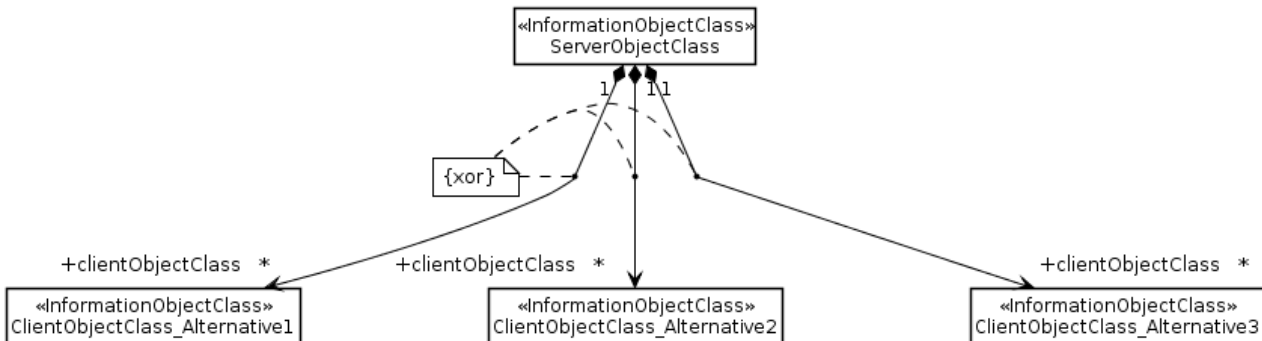 «InformationObjectClass»
ServerObjectClass
1 1 1
{xor}
+clientObjectClass * +clientObjectClass * +clientObjectClass *
«InformationObjectClass» «InformationObjectClass» «InformationObjectClass»
ClientObjectClass_Alternative1 ClientObjectClass_Alternative2 ClientObjectClass_Alternative3